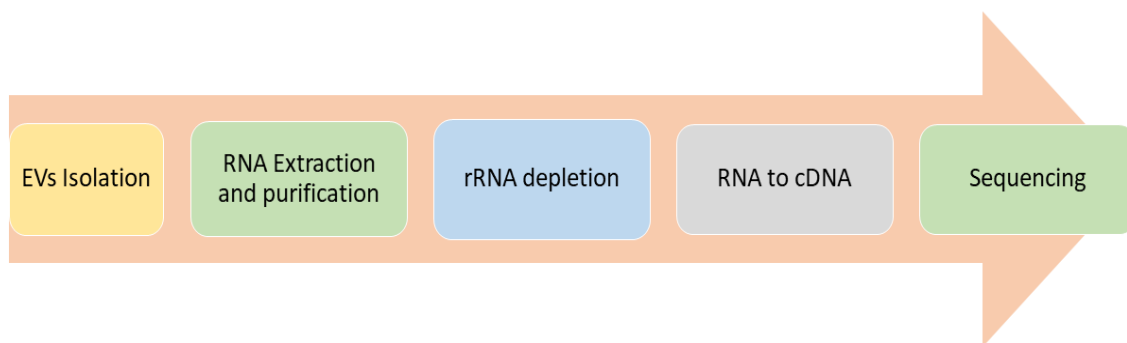 EVs Isolation
RNA Extraction
and purification
rRNA depletion
RNA to cDNA
Sequencing